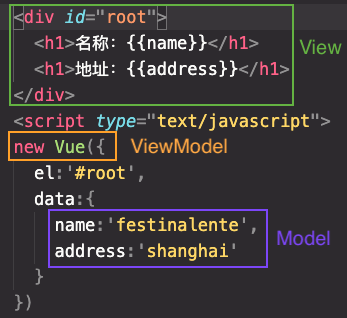 <div id="root">
<h1>名称: {{name}}</h1>
View
<h1>地址: {{address}}</h1>
</div>
<script type="text/javascript">
new Vue({ ViewModel
el:'#root',
data:{
name:'festinalente',
Model
address:'shanghai'
}
})